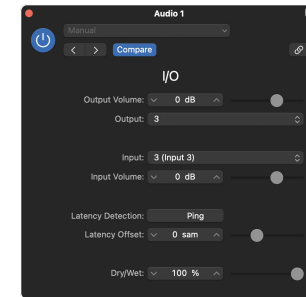 Audio 1
Manual
Compare
I/O
Output Volume: 0 dB
Output: 3
Input: 3 (Input 3)
Input Volume: 0 dB
Latency Detection: Ping
Latency Offset: 0 sam
Dry/Wet: 100 %